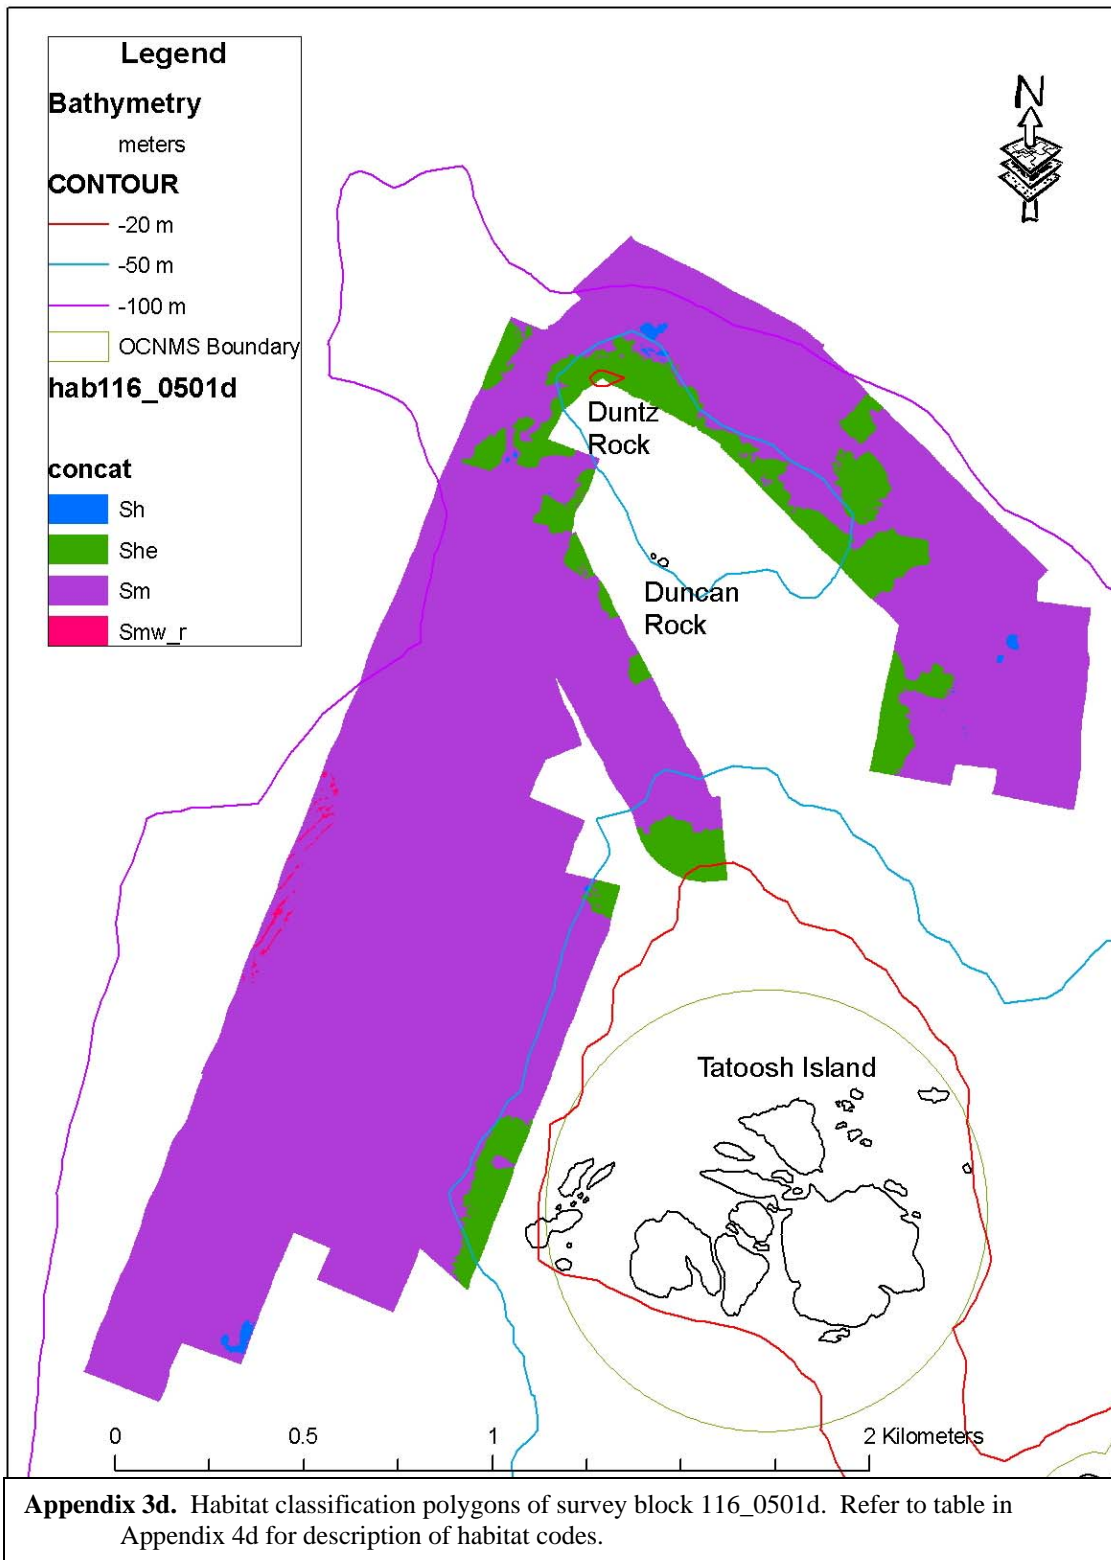 Legend
Bathymetry
meters
CONTOUR
-20 m
-50 m
-100 m
OCNMS Boundary
hab116_0501d
concat
Sh
She
Sm
Smw_r
N
Duntz
Rock
Duncan
Rock
Tatoosh Island
0 0.5 1 2 Kilometers
Appendix 3d. Habitat classification polygons of survey block 116_0501d. Refer to table in
Appendix 4d for description of habitat codes.